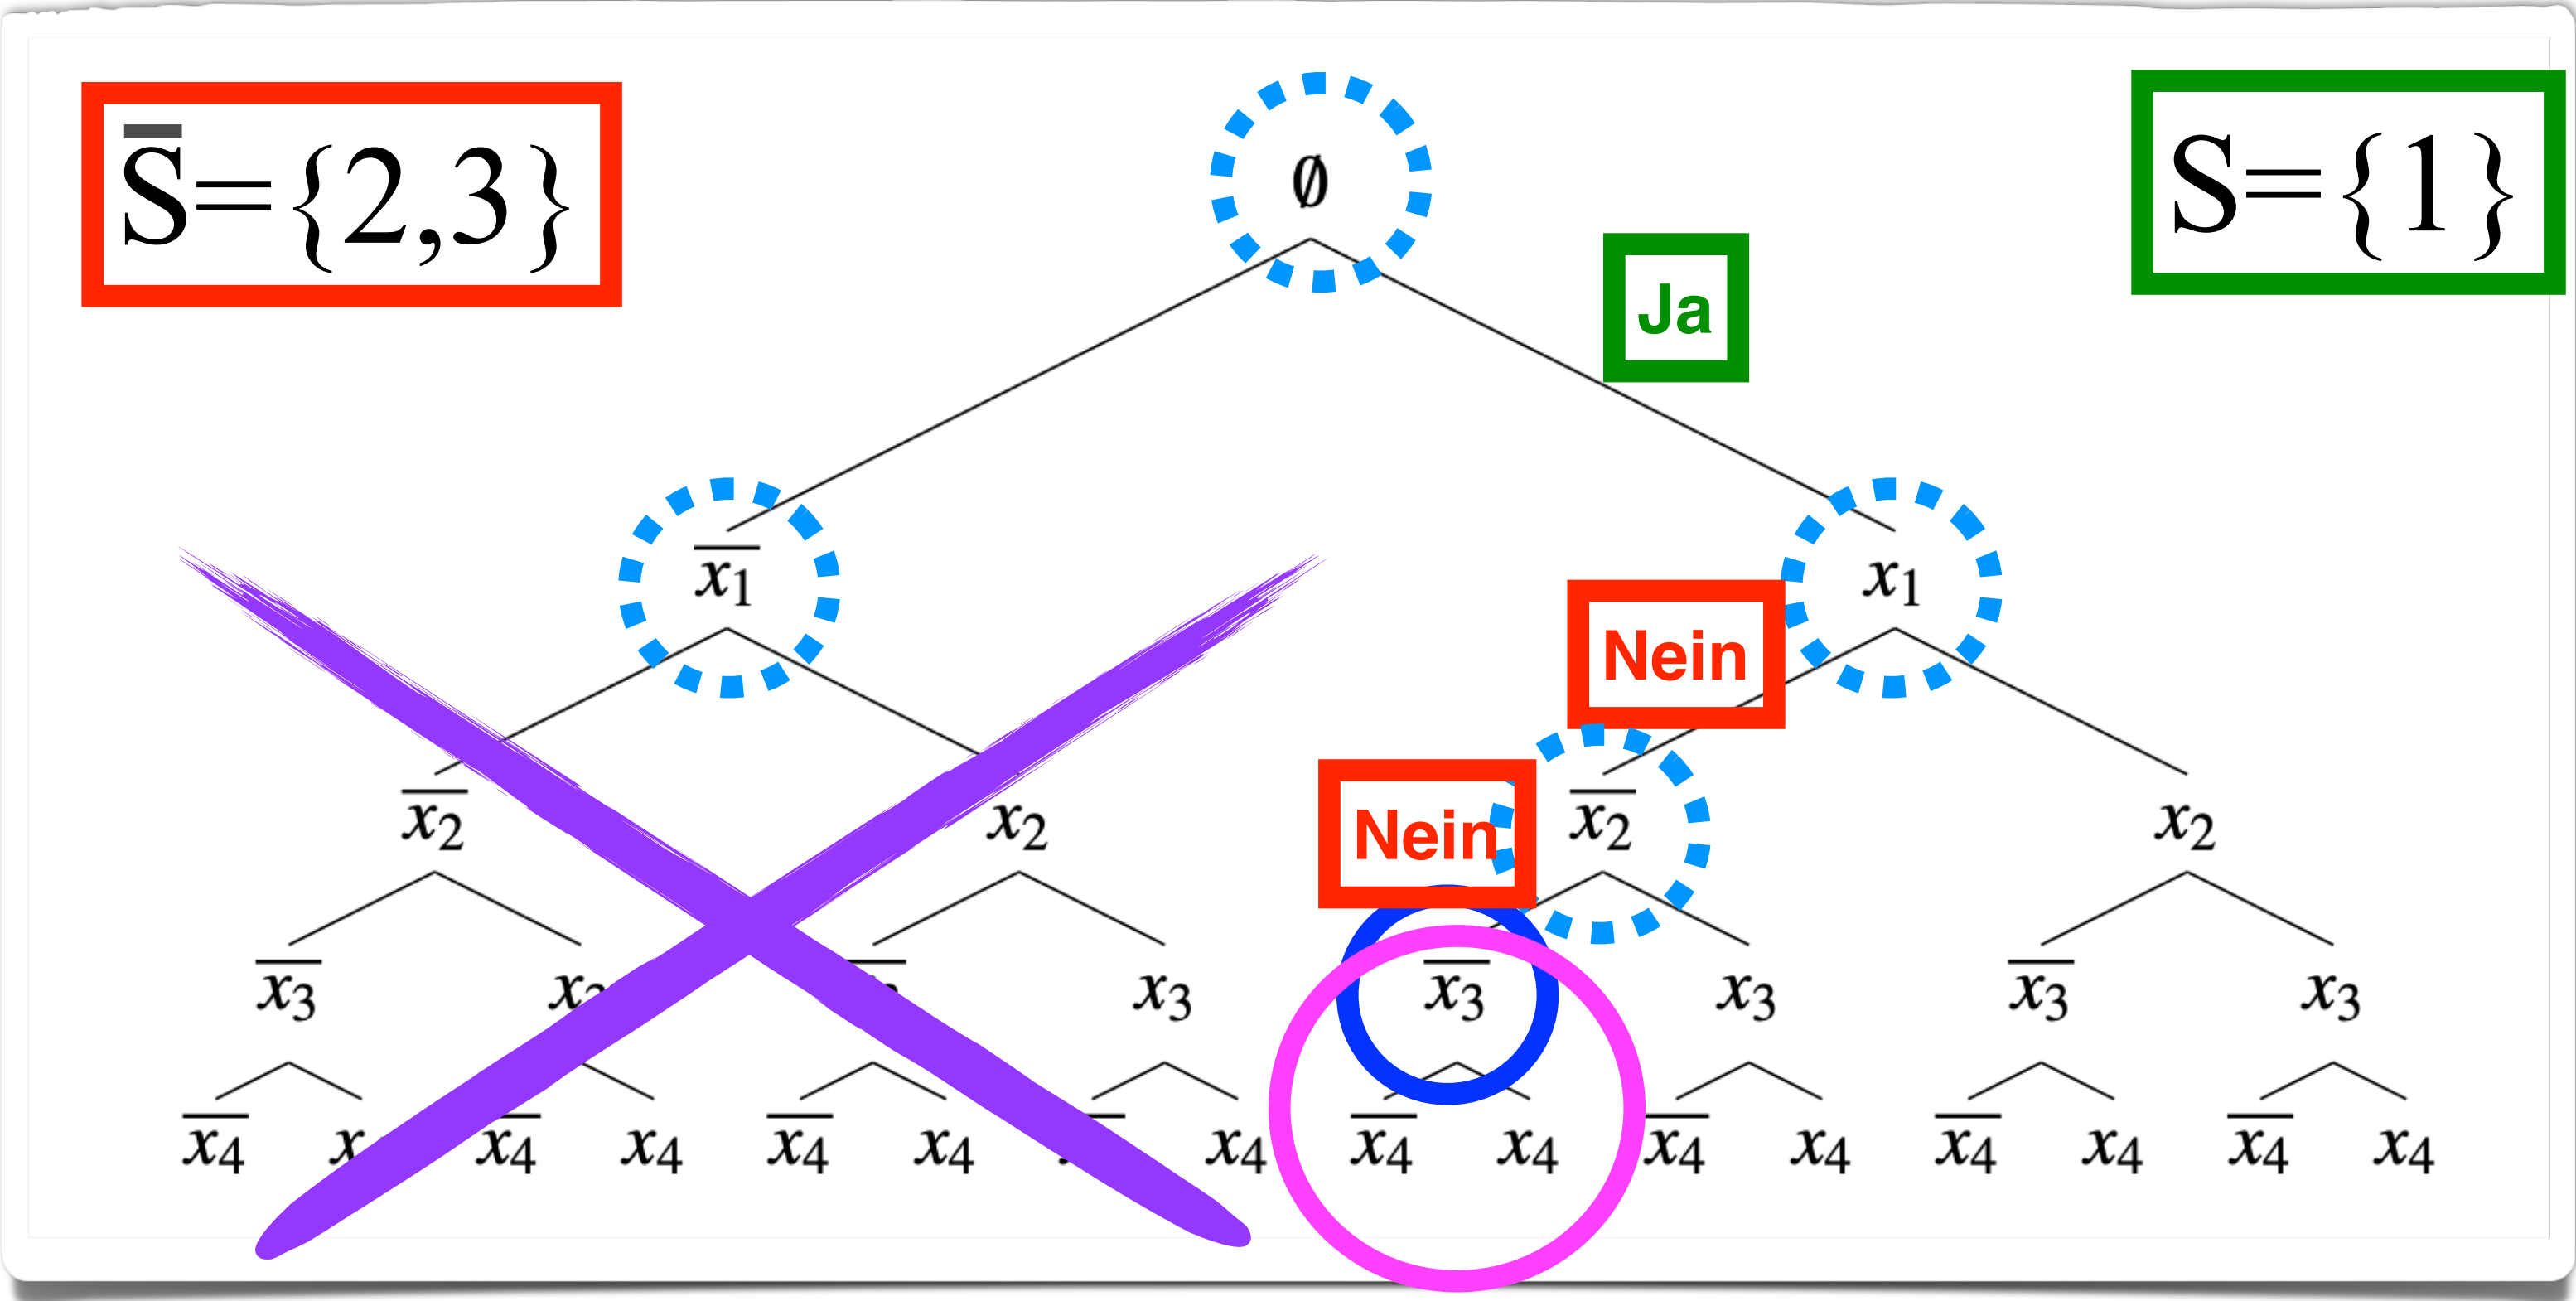 S̅={2,3}
∅
S={1}
Ja
x̅₁ x₁
Nein
Nein
x̅₂ x₂ x̅₂ x₂
x̅₃ x₃ x̅₃ x₃ x̅₃ x₃
x̅₄ x̅₄ x₄ x̅₄ x₄ x₄ x̅₄ x₄ x̅₄ x₄ x̅₄ x₄ x̅₄ x₄